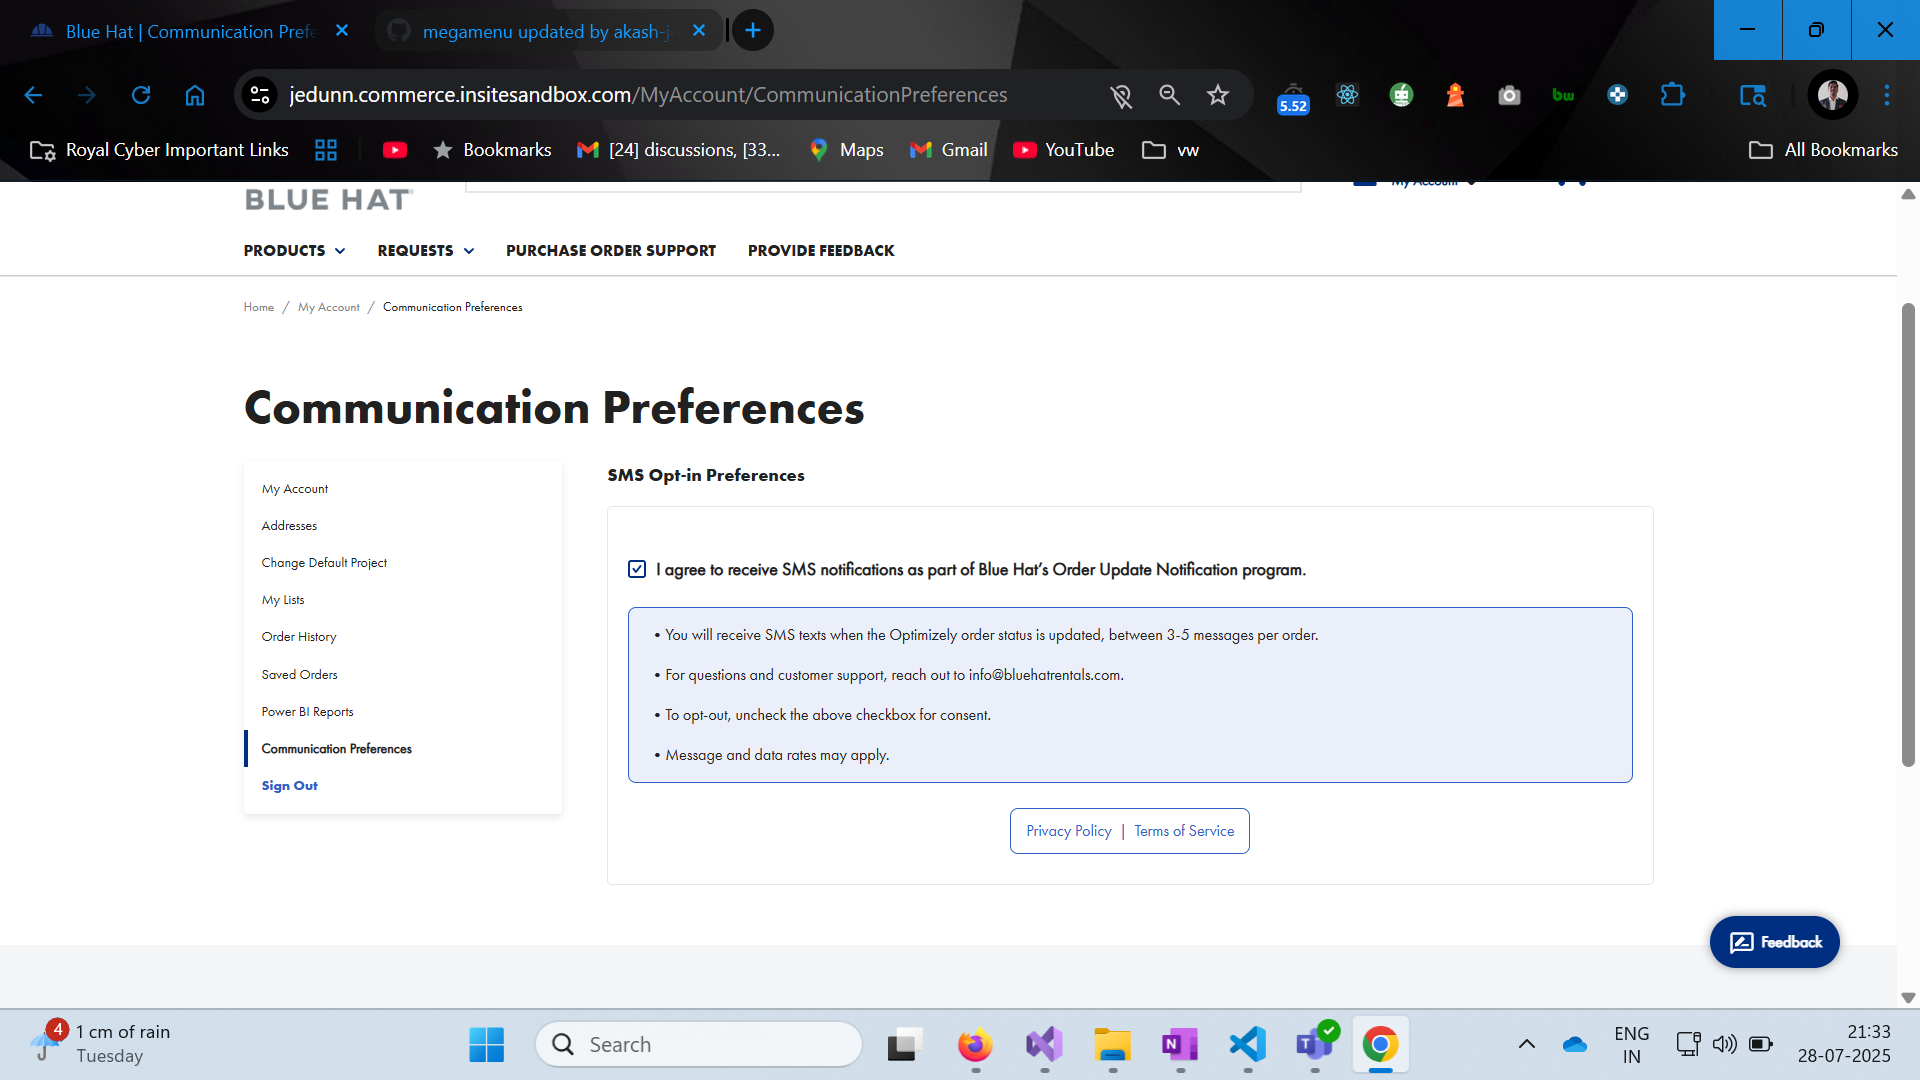 Blue Hat | Communication Prefe
megamenu updated by akash-j
jedunn.commerce.insitesandbox.com/MyAccount/CommunicationPreferences
5.52
bw
Royal Cyber Important Links
Bookmarks
[24] discussions, [33...
Maps
Gmail
YouTube
vw
All Bookmarks
BLUE HAT
My Account
PRODUCTS
REQUESTS
PURCHASE ORDER SUPPORT
PROVIDE FEEDBACK
Home / My Account / Communication Preferences
Communication Preferences
My Account
Addresses
Change Default Project
My Lists
Order History
Saved Orders
Power BI Reports
Communication Preferences
Sign Out
SMS Opt-in Preferences
I agree to receive SMS notifications as part of Blue Hat’s Order Update Notification program.
• You will receive SMS texts when the Optimizely order status is updated, between 3-5 messages per order.
• For questions and customer support, reach out to info@bluehatrentals.com.
• To opt-out, uncheck the above checkbox for consent.
• Message and data rates may apply.
Privacy Policy | Terms of Service
Feedback
4
1 cm of rain
Tuesday
Search
ENG
IN
21:33
28-07-2025